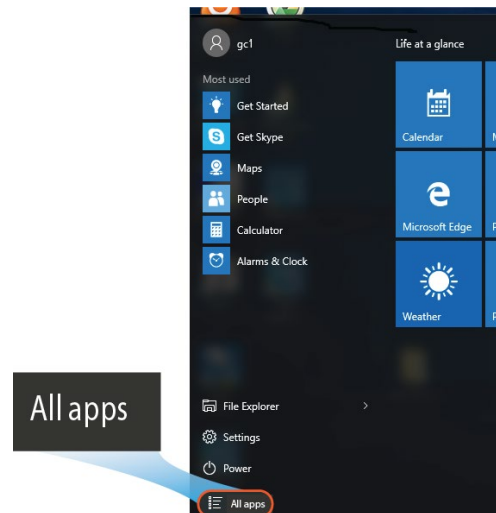 gc1
Life at a glance
Most used
Get Started
Get Skype
Maps
People
Calculator
Alarms & Clock
Calendar
Microsoft Edge
Weather
File Explorer
Settings
Power
All apps
All apps